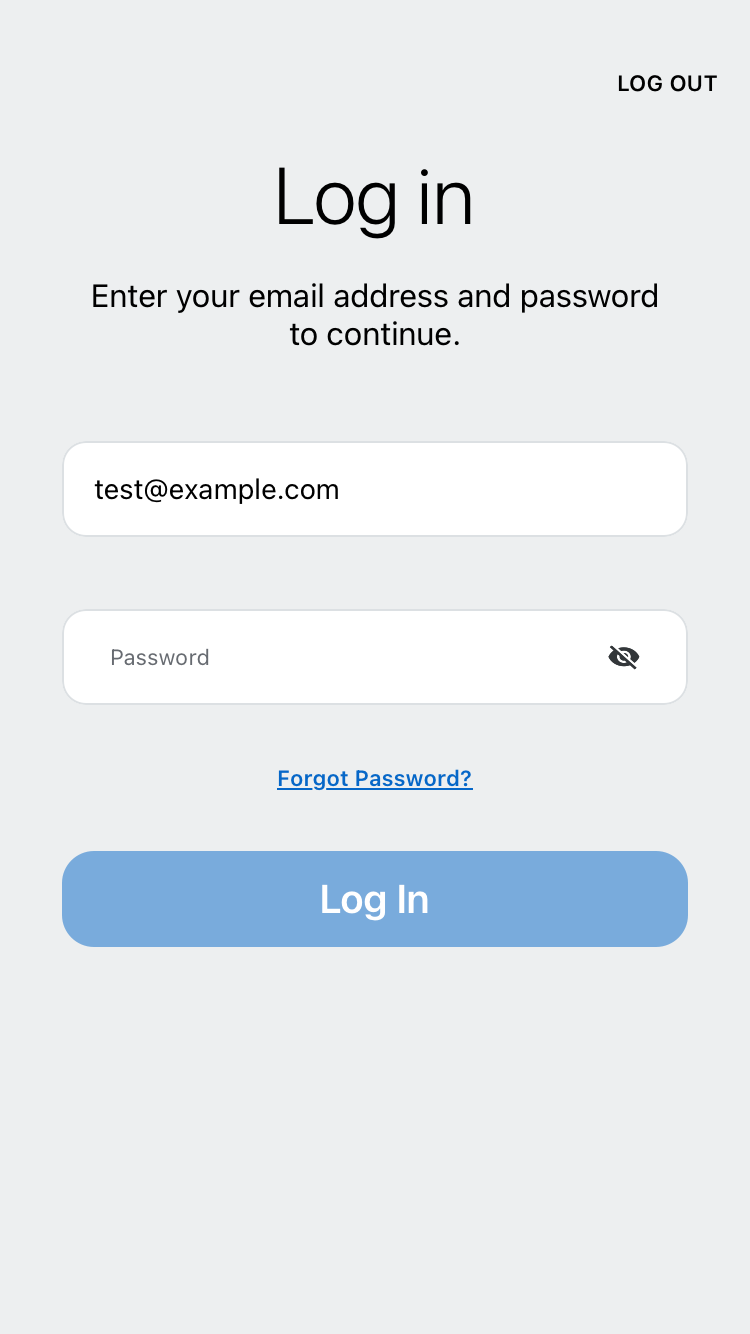 LOG OUT
Log in
Enter your email address and password
to continue.
test@example.com
Password
Forgot Password?
Log In